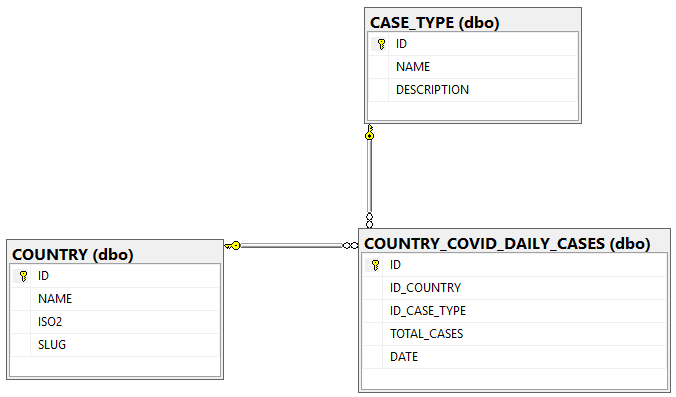 CASE_TYPE (dbo)
ID
NAME
DESCRIPTION
COUNTRY (dbo)
ID
NAME
ISO2
SLUG
COUNTRY_COVID_DAILY_CASES (dbo)
ID
ID_COUNTRY
ID_CASE_TYPE
TOTAL_CASES
DATE